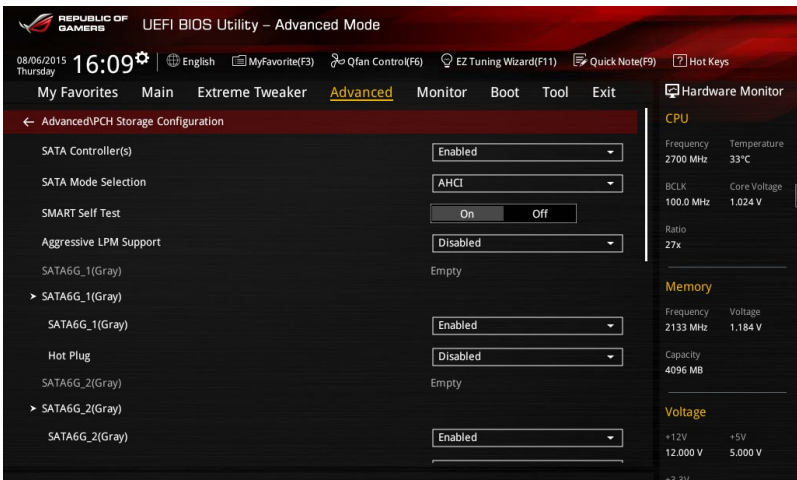 REPUBLIC OF GAMERS UEFI BIOS Utility – Advanced Mode
08/06/2015 Thursday 16:09 English MyFavorite(F3) Qfan Control(F6) EZ Tuning Wizard(F11) Quick Note(F9) ? Hot Keys
My Favorites Main Extreme Tweaker Advanced Monitor Boot Tool Exit
← Advanced\PCH Storage Configuration
SATA Controller(s) Enabled
SATA Mode Selection AHCI
SMART Self Test On Off
Aggressive LPM Support Disabled
SATA6G_1(Gray) Empty
> SATA6G_1(Gray)
SATA6G_1(Gray) Enabled
Hot Plug Disabled
SATA6G_2(Gray) Empty
> SATA6G_2(Gray)
SATA6G_2(Gray) Enabled
Hardware Monitor
CPU
Frequency Temperature
2700 MHz 33°C
BCLK Core Voltage
100.0 MHz 1.024 V
Ratio
27x
Memory
Frequency Voltage
2133 MHz 1.184 V
Capacity
4096 MB
Voltage
+12V +5V
12.000 V 5.000 V
+3.3V